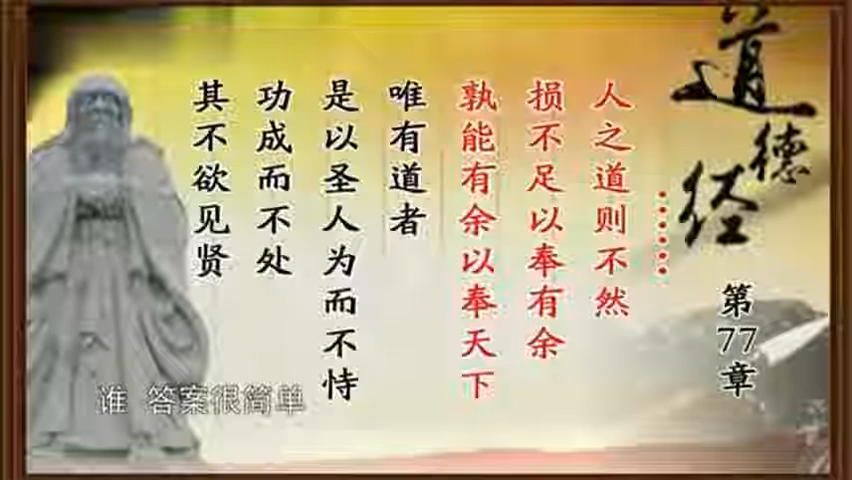 道德经
第77章
……
人之道则不然
损不足以奉有余
孰能有余以奉天下
唯有道者
是以圣人为而不恃
功成而不处
其不欲见贤
谁 答案很简单